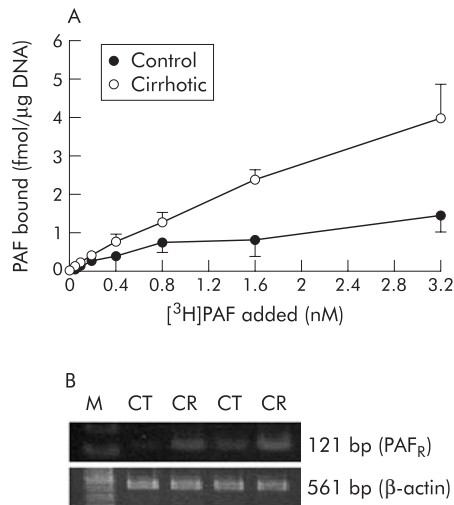 A
PAF bound (fmol/μg DNA)
6
5
4
3
2
1
0
Control
Cirrhotic
0 0.4 0.8 1.2 1.6 2 2.4 2.8 3.2
[³H]PAF added (nM)
B
M CT CR CT CR
121 bp (PAF_R)
561 bp (β-actin)